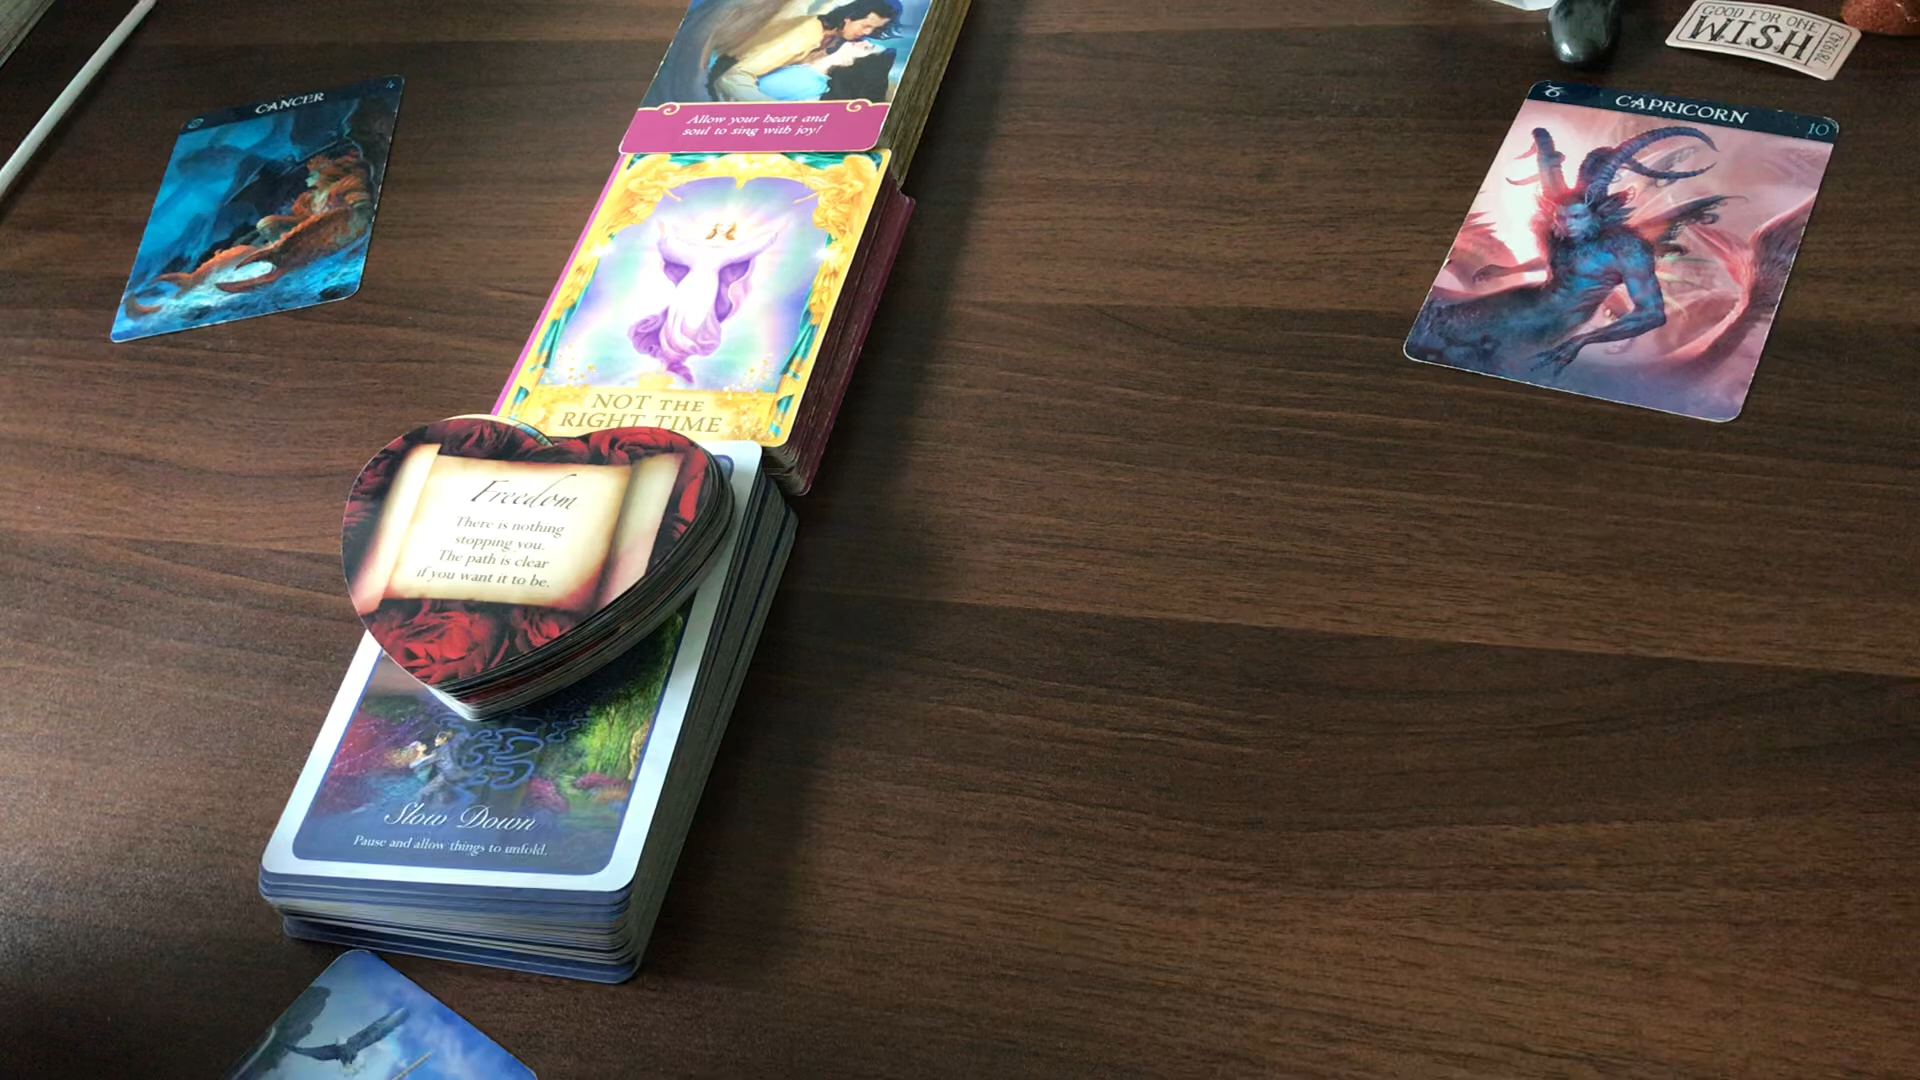 CANCER
4
Allow your heart and
soul to sing with joy!
GOOD FOR ONE
WISH
7819242
CAPRICORN
10
NOT THE
RIGHT TIME
Freedom
There is nothing
stopping you.
The path is clear
if you want it to be.
Slow Down
Pause and allow things to unfold.